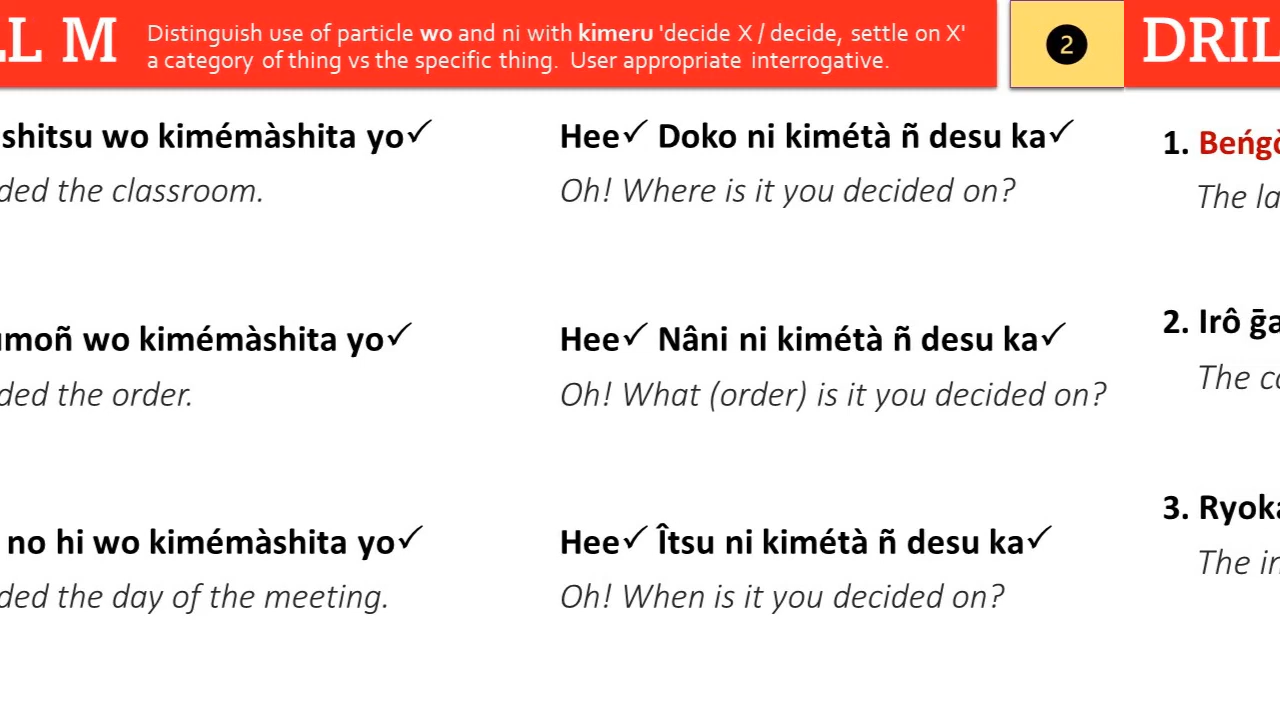 LL M
Distinguish use of particle wo and ni with kimeru 'decide X / decide, settle on X'
a category of thing vs the specific thing. User appropriate interrogative.
shitsu wo kimémàshita yo✓
ded the classroom.
umoñ wo kimémàshita yo✓
ded the order.
no hi wo kimémàshita yo✓
ded the day of the meeting.
Hee✓ Doko ni kimétà ñ desu ka✓
Oh! Where is it you decided on?
Hee✓ Nâni ni kimétà ñ desu ka✓
Oh! What (order) is it you decided on?
Hee✓ Îtsu ni kimétà ñ desu ka✓
Oh! When is it you decided on?
2
DRIL
1. Beńgò
The la
2. Irô g̃a
The co
3. Ryoka
The in